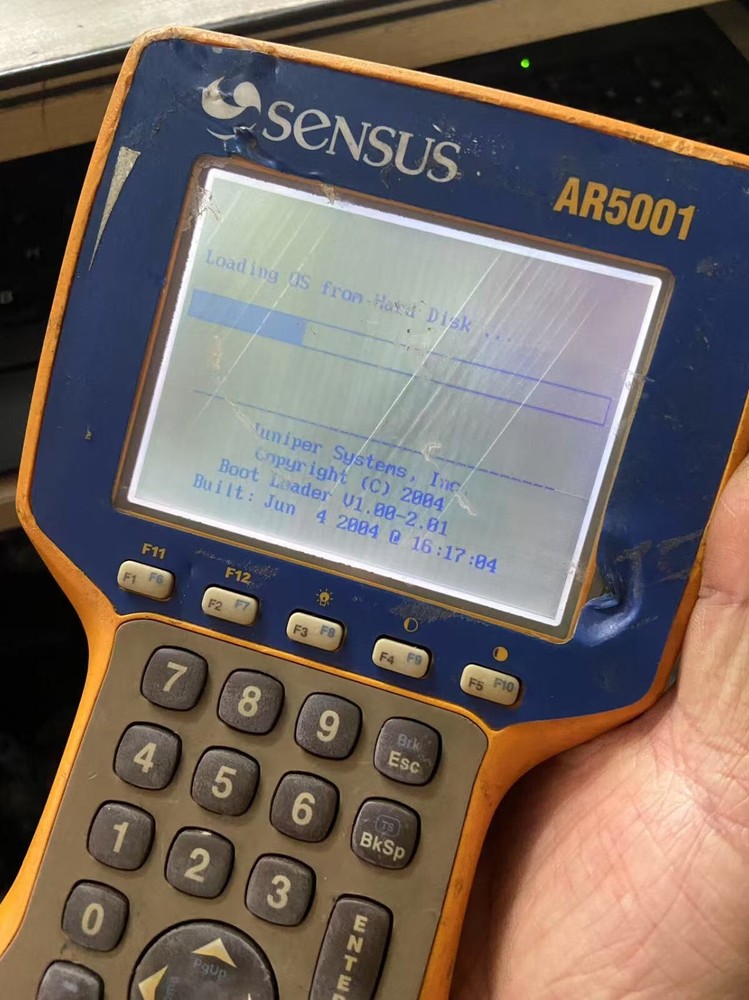 SENSUS
AR5001
Loading OS from Hard Disk ...
Juniper Systems, Inc.
Copyright (C) 2004
Boot Loader V1.00-2.01
Built: Jun 4 2004 @ 16:17:04
F11
F12
F1 F6
F2 F7
F3 F8
F4 F9
F5 F10
7
8
9
Brk
Esc
4
5
6
TS
BkSp
1
2
3
0
ENTER
PgUp